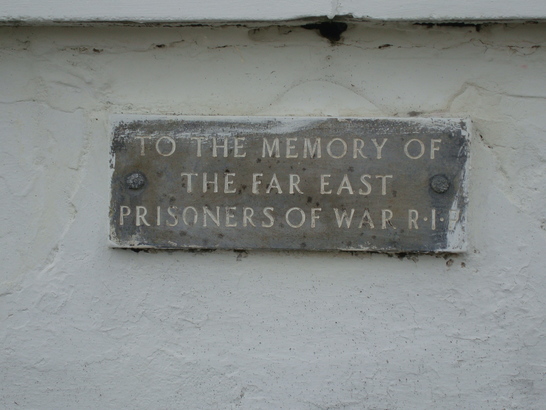 TO THE MEMORY OF
THE FAR EAST
PRISONERS OF WAR R·I·P